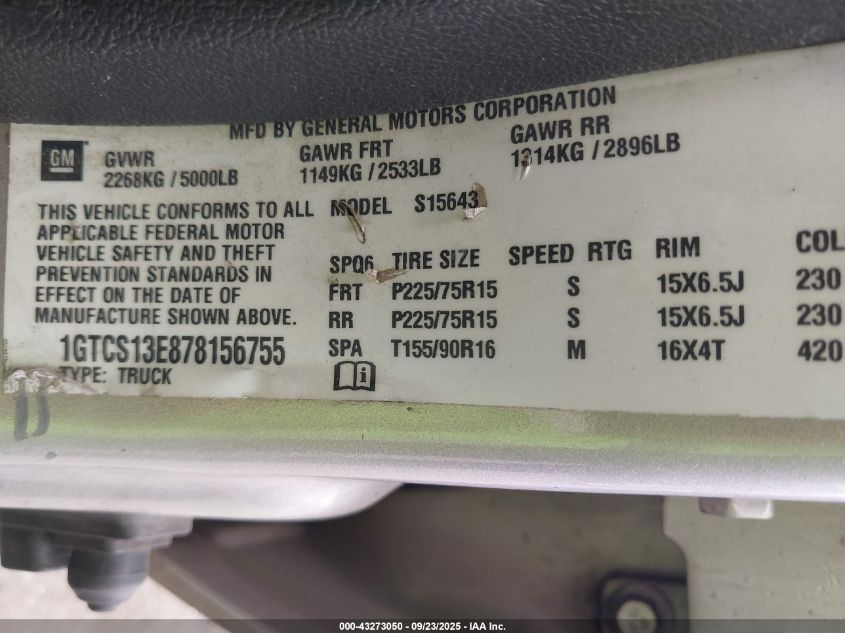 MFD BY GENERAL MOTORS CORPORATION
GM
GVWR
2268KG / 5000LB
GAWR FRT
1149KG / 2533LB
GAWR RR
1314KG / 2896LB
THIS VEHICLE CONFORMS TO ALL
APPLICABLE FEDERAL MOTOR
VEHICLE SAFETY AND THEFT
PREVENTION STANDARDS IN
EFFECT ON THE DATE OF
MANUFACTURE SHOWN ABOVE.
1GTCS13E878156755
TYPE: TRUCK
MODEL S15643
SPQ6 TIRE SIZE SPEED RTG RIM COL
FRT P225/75R15 S 15X6.5J 230
RR P225/75R15 S 15X6.5J 230
SPA T155/90R16 M 16X4T 420
000-43273050 - 09/23/2025 - IAA Inc.